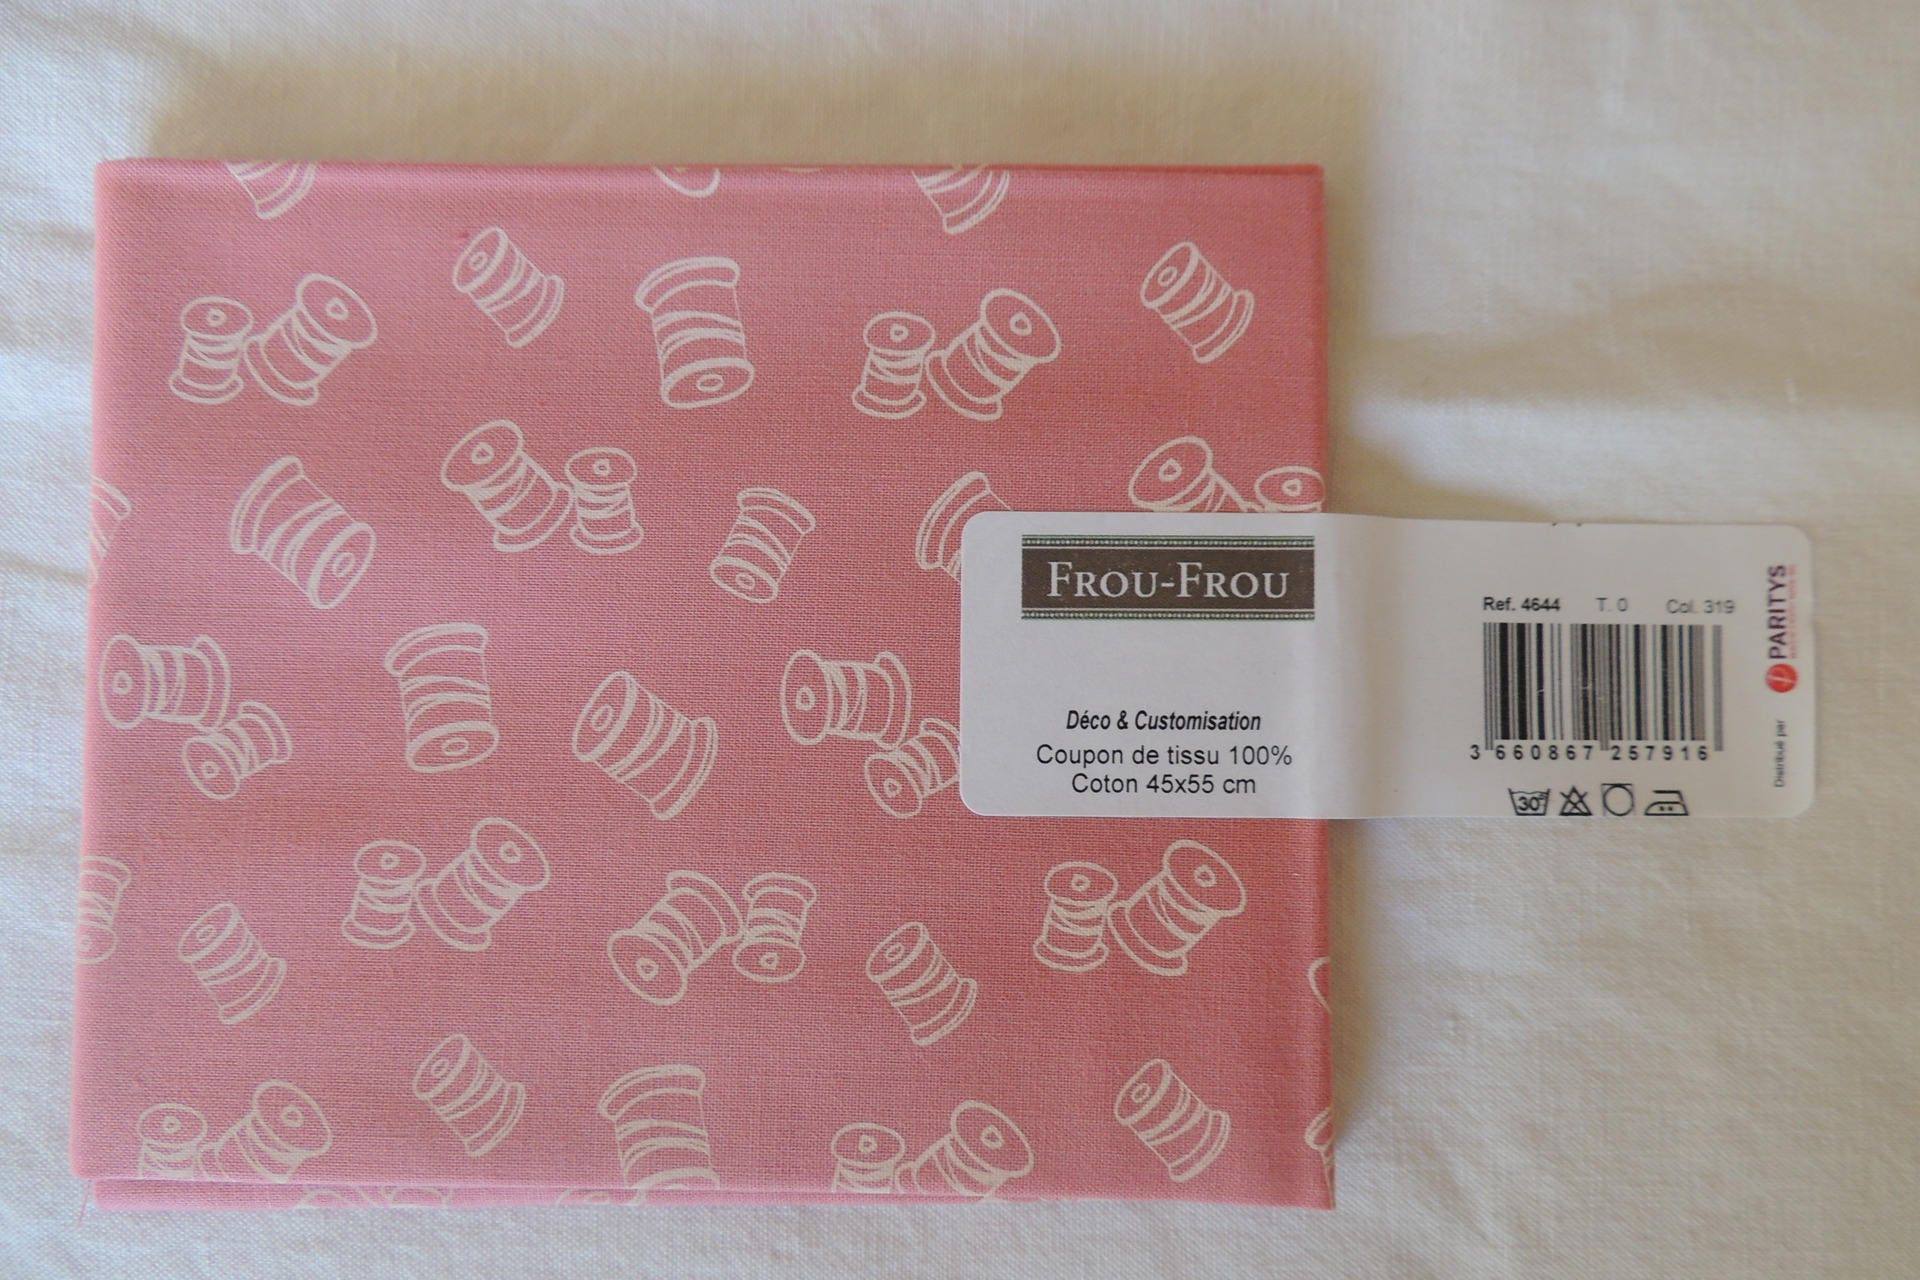 FROU-FROU
Déco & Customisation
Coupon de tissu 100%
Coton 45x55 cm
Ref. 4644 T. 0 Col. 319
3 660867 257916
30°
Distribué par
PARITYS